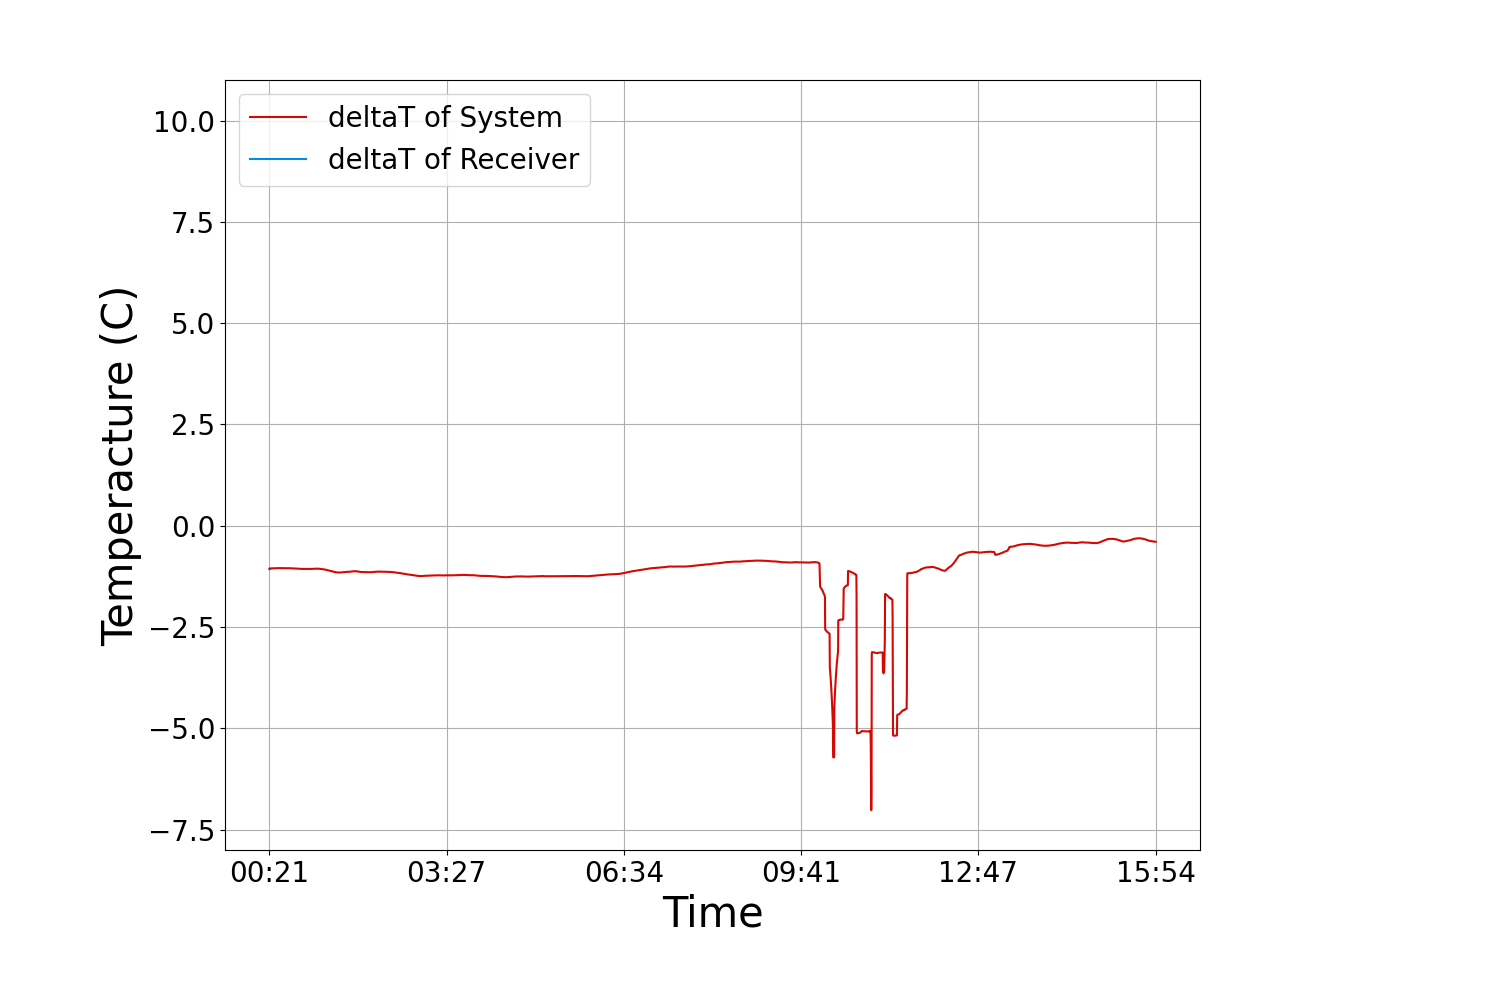 deltaT of System
deltaT of Receiver
10.0
7.5
5.0
2.5
0.0
−2.5
−5.0
−7.5
Temperacture (C)
00:21 03:27 06:34 09:41 12:47 15:54
Time